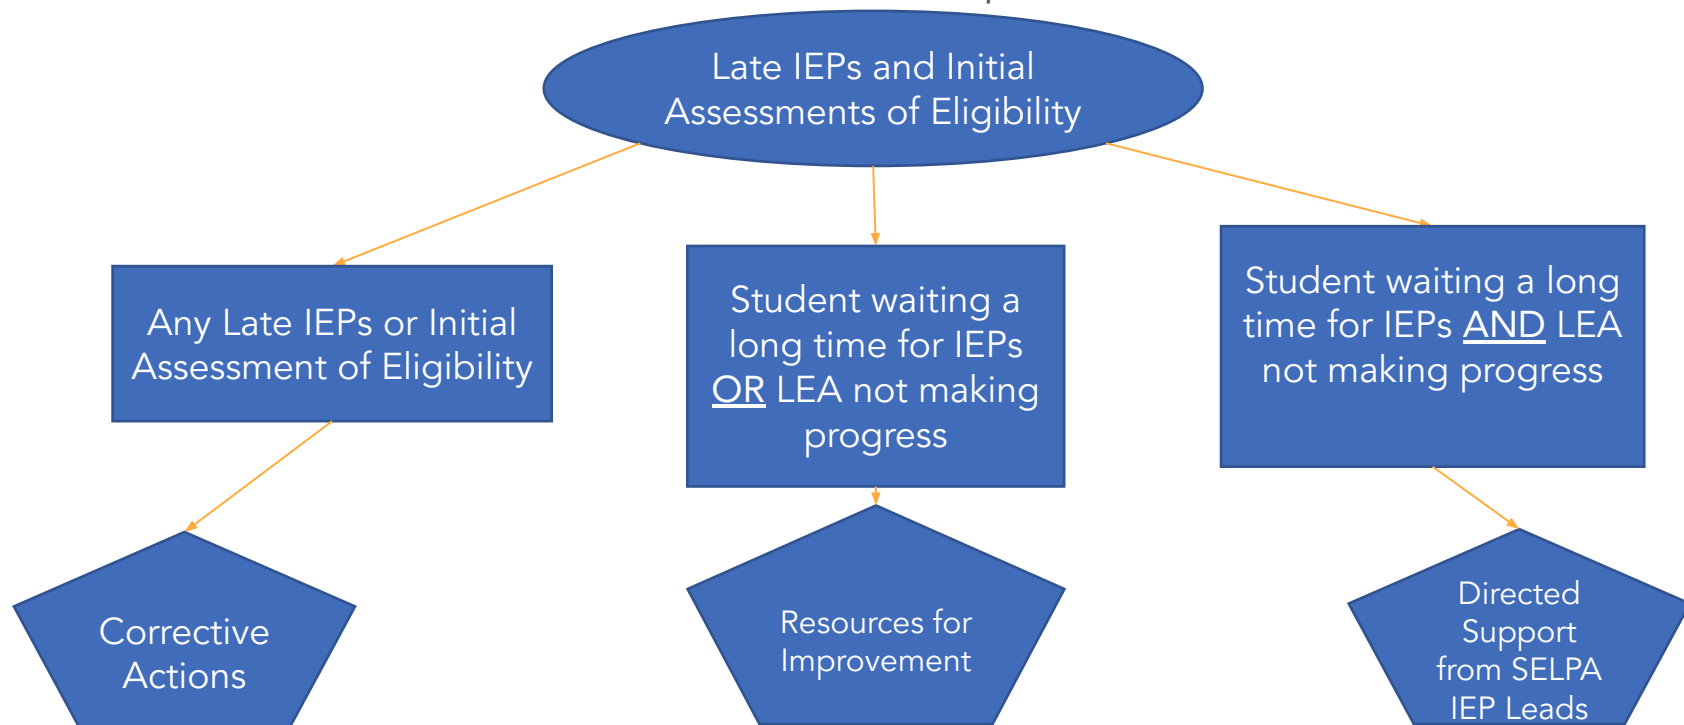 Late IEPs and Initial
Assessments of Eligibility
Any Late IEPs or Initial
Assessment of Eligibility
Student waiting a
long time for IEPs
OR LEA not making
progress
Student waiting a long
time for IEPs AND LEA
not making progress
Corrective
Actions
Resources for
Improvement
Directed
Support
from SELPA
IEP Leads